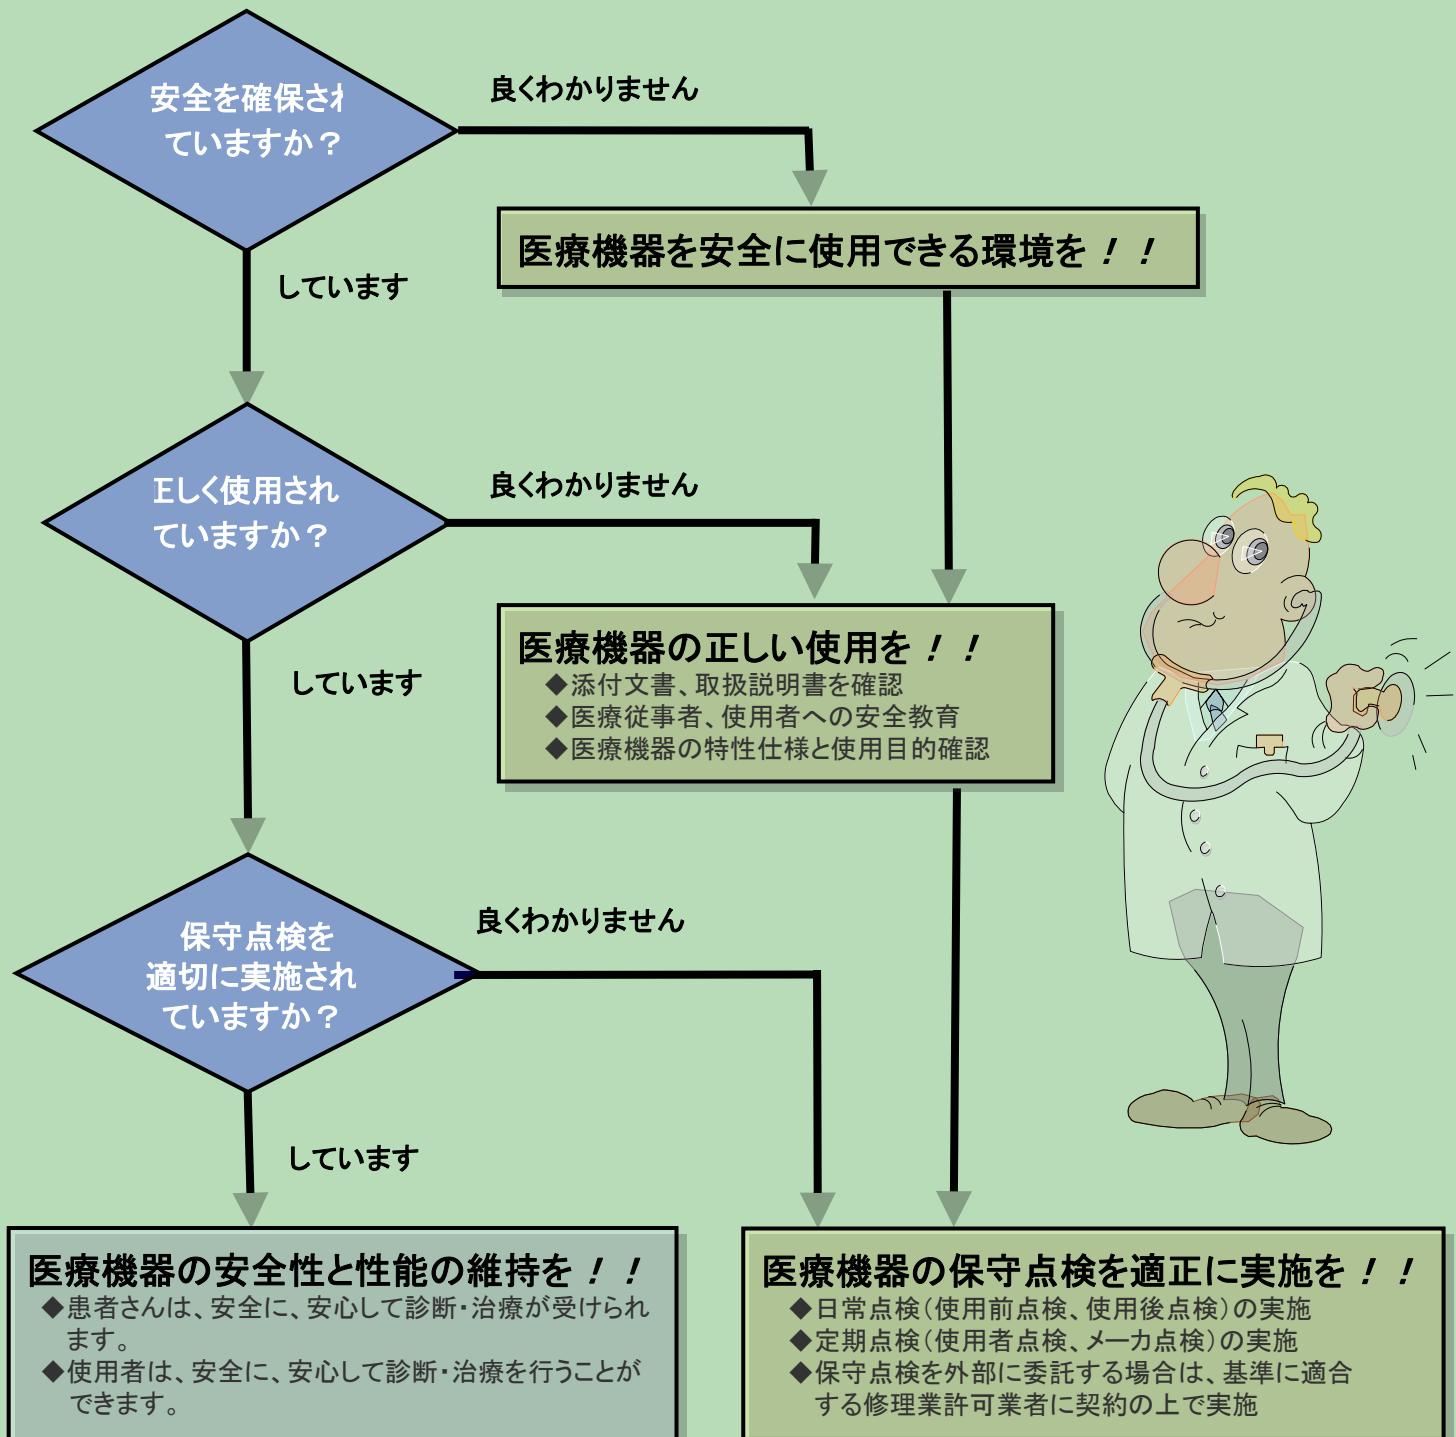 安全を確保され
ていますか？
良くわかりません
医療機器を安全に使用できる環境を！！
しています
正しく使用され
ていますか？
良くわかりません
医療機器の正しい使用を！！
◆添付文書、取扱説明書を確認
◆医療従事者、使用者への安全教育
◆医療機器の特性仕様と使用目的確認
しています
保守点検を
適切に実施され
ていますか？
良くわかりません
しています
医療機器の安全性と性能の維持を！！
◆患者さんは、安全に、安心して診断・治療が受けられ
ます。
◆使用者は、安全に、安心して診断・治療を行うことが
できます。
医療機器の保守点検を適正に実施を！！
◆日常点検（使用前点検、使用後点検）の実施
◆定期点検（使用者点検、メーカ点検）の実施
◆保守点検を外部に委託する場合は、基準に適合
する修理業許可業者に契約の上で実施